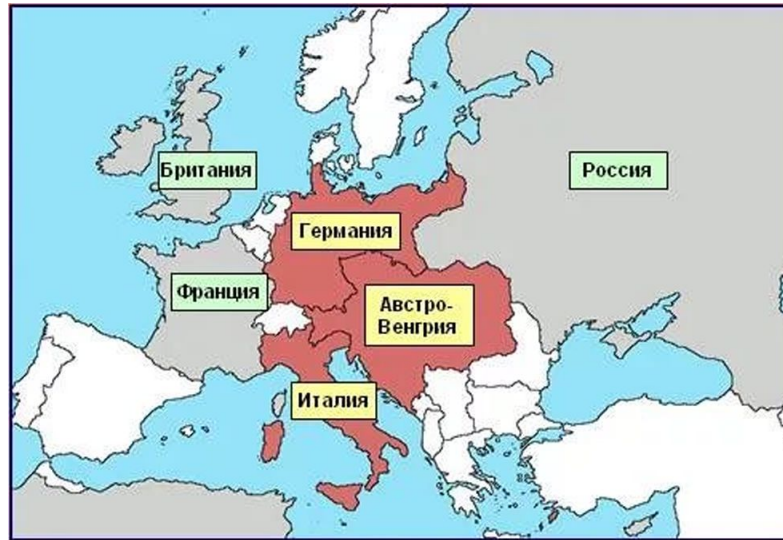 Британия
Россия
Германия
Франция
Австро-
Венгрия
Италия